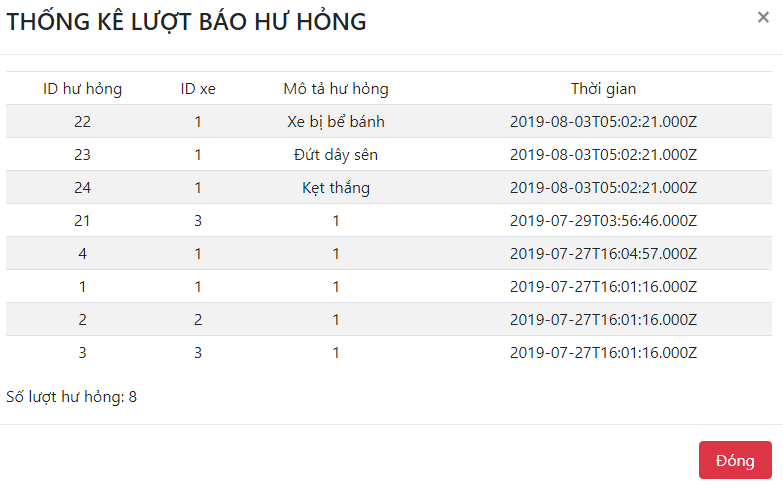 THỐNG KÊ LƯỢT BÁO HƯ HỎNG ×
ID hư hỏng ID xe Mô tả hư hỏng Thời gian
22 1 Xe bị bể bánh 2019-08-03T05:02:21.000Z
23 1 Đứt dây sên 2019-08-03T05:02:21.000Z
24 1 Kẹt thắng 2019-08-03T05:02:21.000Z
21 3 1 2019-07-29T03:56:46.000Z
4 1 1 2019-07-27T16:04:57.000Z
1 1 1 2019-07-27T16:01:16.000Z
2 2 1 2019-07-27T16:01:16.000Z
3 3 1 2019-07-27T16:01:16.000Z
Số lượt hư hỏng: 8
Đóng